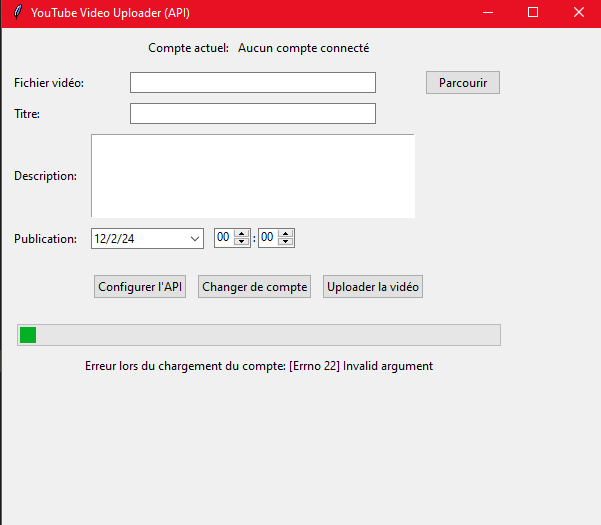 YouTube Video Uploader (API)
Compte actuel: Aucun compte connecté
Fichier vidéo: Parcourir
Titre:
Description:
Publication: 12/2/24 00 : 00
Configurer l'API Changer de compte Uploader la vidéo
Erreur lors du chargement du compte: [Errno 22] Invalid argument